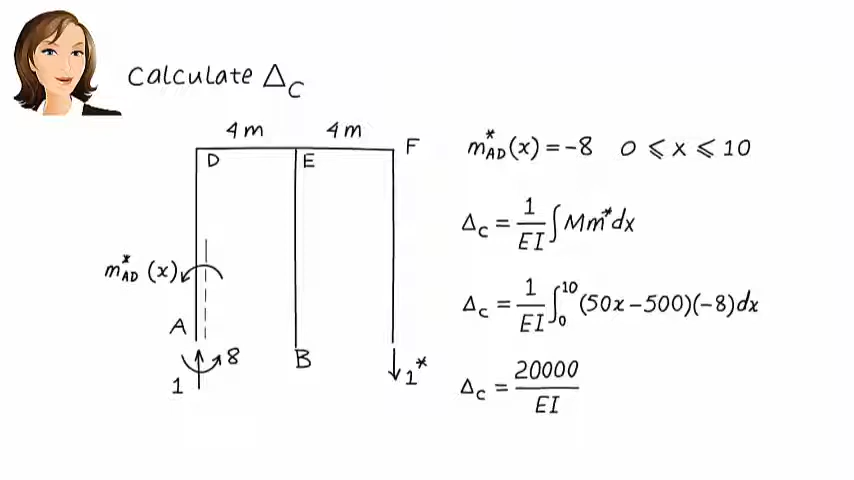 Calculate Δ_C
4 m 4 m
D E F
m*_AD (x)
A
1 8 B 1*
m*_AD(x) = -8 0 ⩽ x ⩽ 10
Δ_C = 1/EI ∫ Mm* dx
Δ_C = 1/EI ∫_0^10 (50x - 500)(-8) dx
Δ_C = 20000/EI